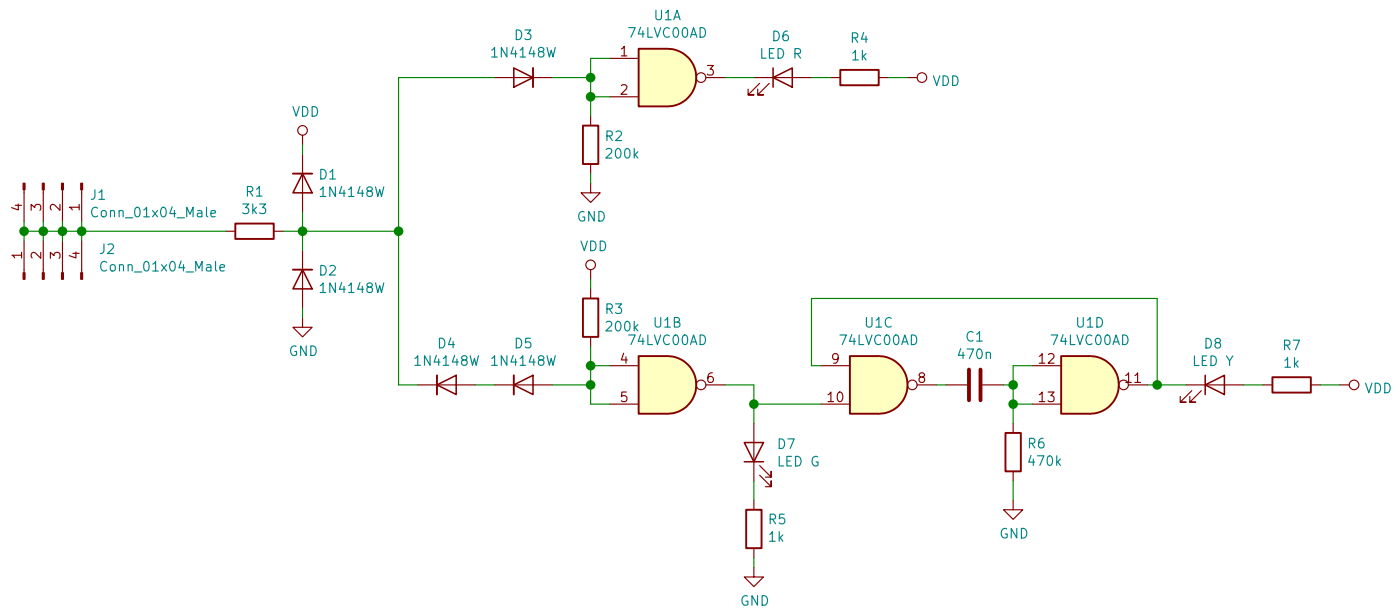 U1A
74LVC00AD
D3
1N4148W
1
2
3
D6
LED R
R4
1k
VDD
R2
200k
GND
VDD
D1
1N4148W
4
3
2
1
J1
Conn_01x04_Male
R1
3k3
1
2
3
4
J2
Conn_01x04_Male
D2
1N4148W
GND
VDD
R3
200k
U1B
74LVC00AD
D4
1N4148W
D5
1N4148W
4
5
6
U1C
74LVC00AD
9
10
8
C1
470n
U1D
74LVC00AD
12
13
11
D8
LED Y
R7
1k
VDD
D7
LED G
R5
1k
GND
R6
470k
GND